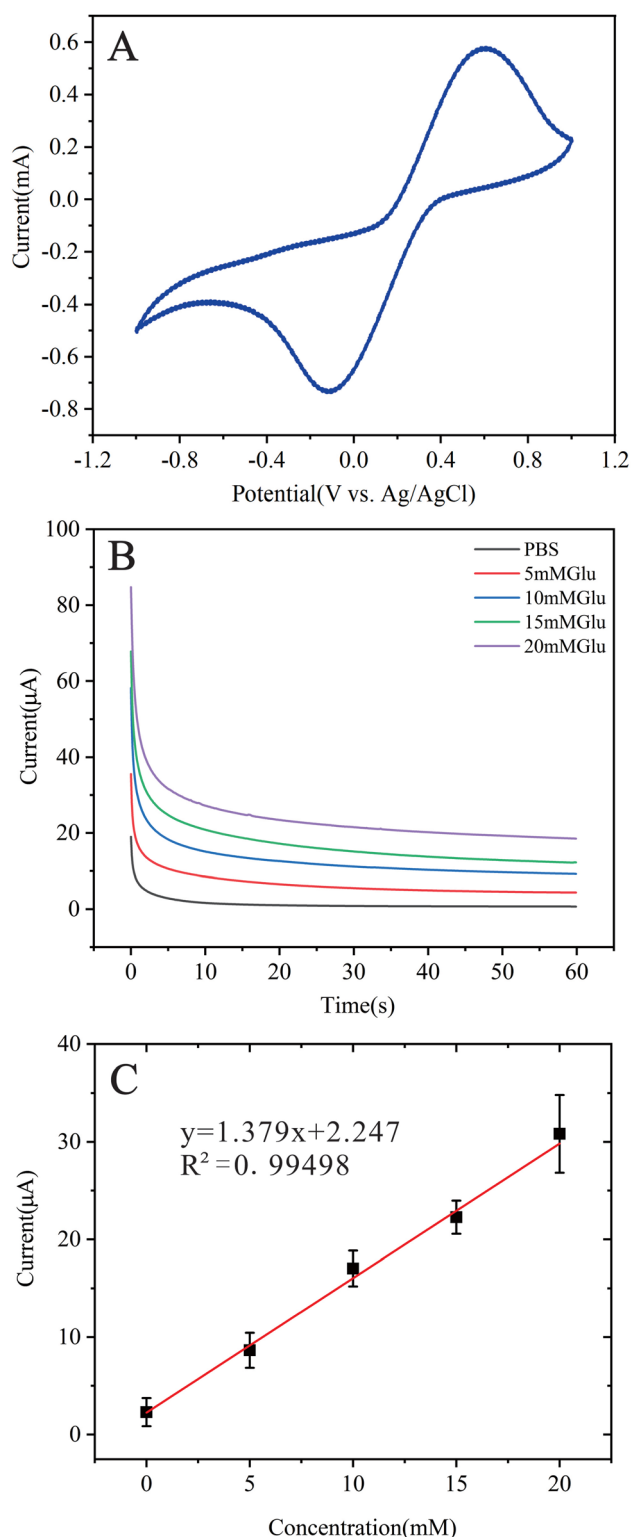 A
0.6
0.4
0.2
0.0
-0.2
-0.4
-0.6
-0.8
Current(mA)
-1.2 -0.8 -0.4 0.0 0.4 0.8 1.2
Potential(V vs. Ag/AgCl)
B
100
80
60
40
20
0
Current(μA)
PBS
5mMGlu
10mMGlu
15mMGlu
20mMGlu
0 10 20 30 40 50 60
Time(s)
C
40
30
20
10
0
Current(μA)
y=1.379x+2.247
R²=0. 99498
0 5 10 15 20
Concentration(mM)